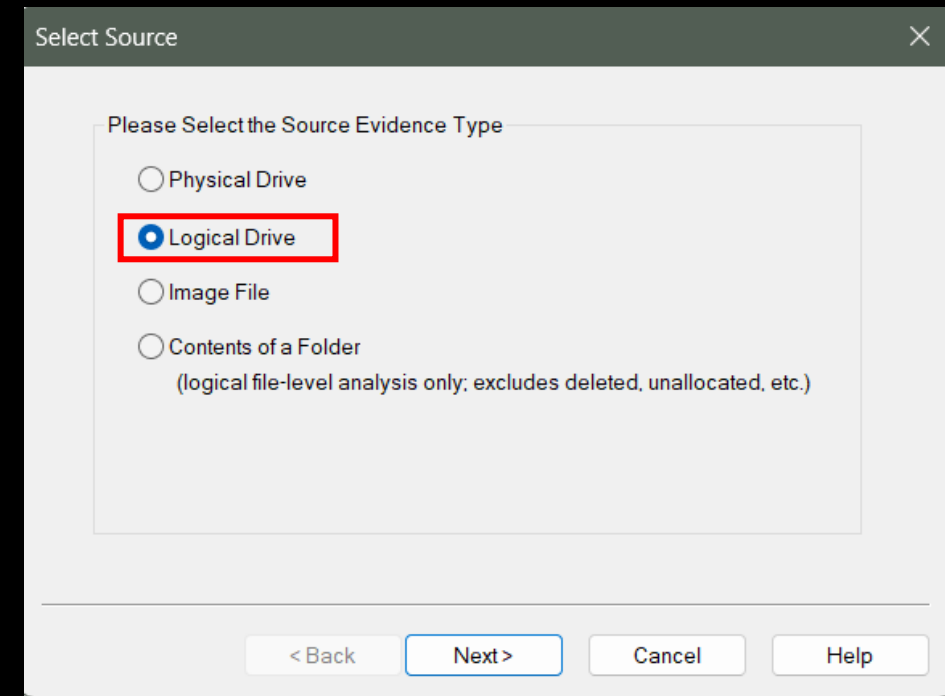 Select Source
Please Select the Source Evidence Type
Physical Drive
Logical Drive
Image File
Contents of a Folder
(logical file-level analysis only; excludes deleted, unallocated, etc.)
< Back Next > Cancel Help